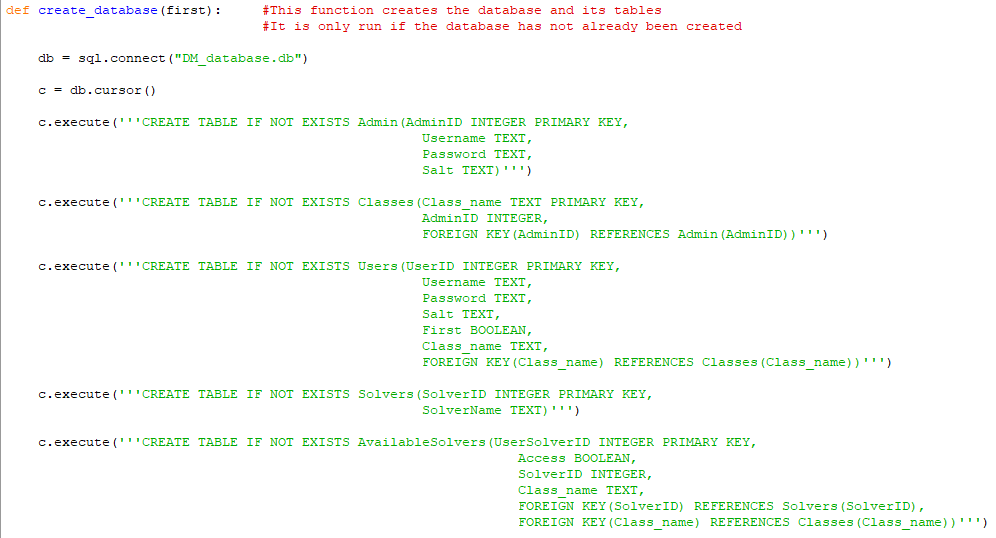 def create_database(first):     #This function creates the database and its tables
                                #It is only run if the database has not already been created
    db = sql.connect("DM_database.db")
    c = db.cursor()
    c.execute('''CREATE TABLE IF NOT EXISTS Admin(AdminID INTEGER PRIMARY KEY,
                                                    Username TEXT,
                                                    Password TEXT,
                                                    Salt TEXT)''')
    c.execute('''CREATE TABLE IF NOT EXISTS Classes(Class_name TEXT PRIMARY KEY,
                                                    AdminID INTEGER,
                                                    FOREIGN KEY(AdminID) REFERENCES Admin(AdminID))''')
    c.execute('''CREATE TABLE IF NOT EXISTS Users(UserID INTEGER PRIMARY KEY,
                                                    Username TEXT,
                                                    Password TEXT,
                                                    Salt TEXT,
                                                    First BOOLEAN,
                                                    Class_name TEXT,
                                                    FOREIGN KEY(Class_name) REFERENCES Classes(Class_name))''')
    c.execute('''CREATE TABLE IF NOT EXISTS Solvers(SolverID INTEGER PRIMARY KEY,
                                                    SolverName TEXT)''')
    c.execute('''CREATE TABLE IF NOT EXISTS AvailableSolvers(UserSolverID INTEGER PRIMARY KEY,
                                                                Access BOOLEAN,
                                                                SolverID INTEGER,
                                                                Class_name TEXT,
                                                                FOREIGN KEY(SolverID) REFERENCES Solvers(SolverID),
                                                                FOREIGN KEY(Class_name) REFERENCES Classes(Class_name))''')